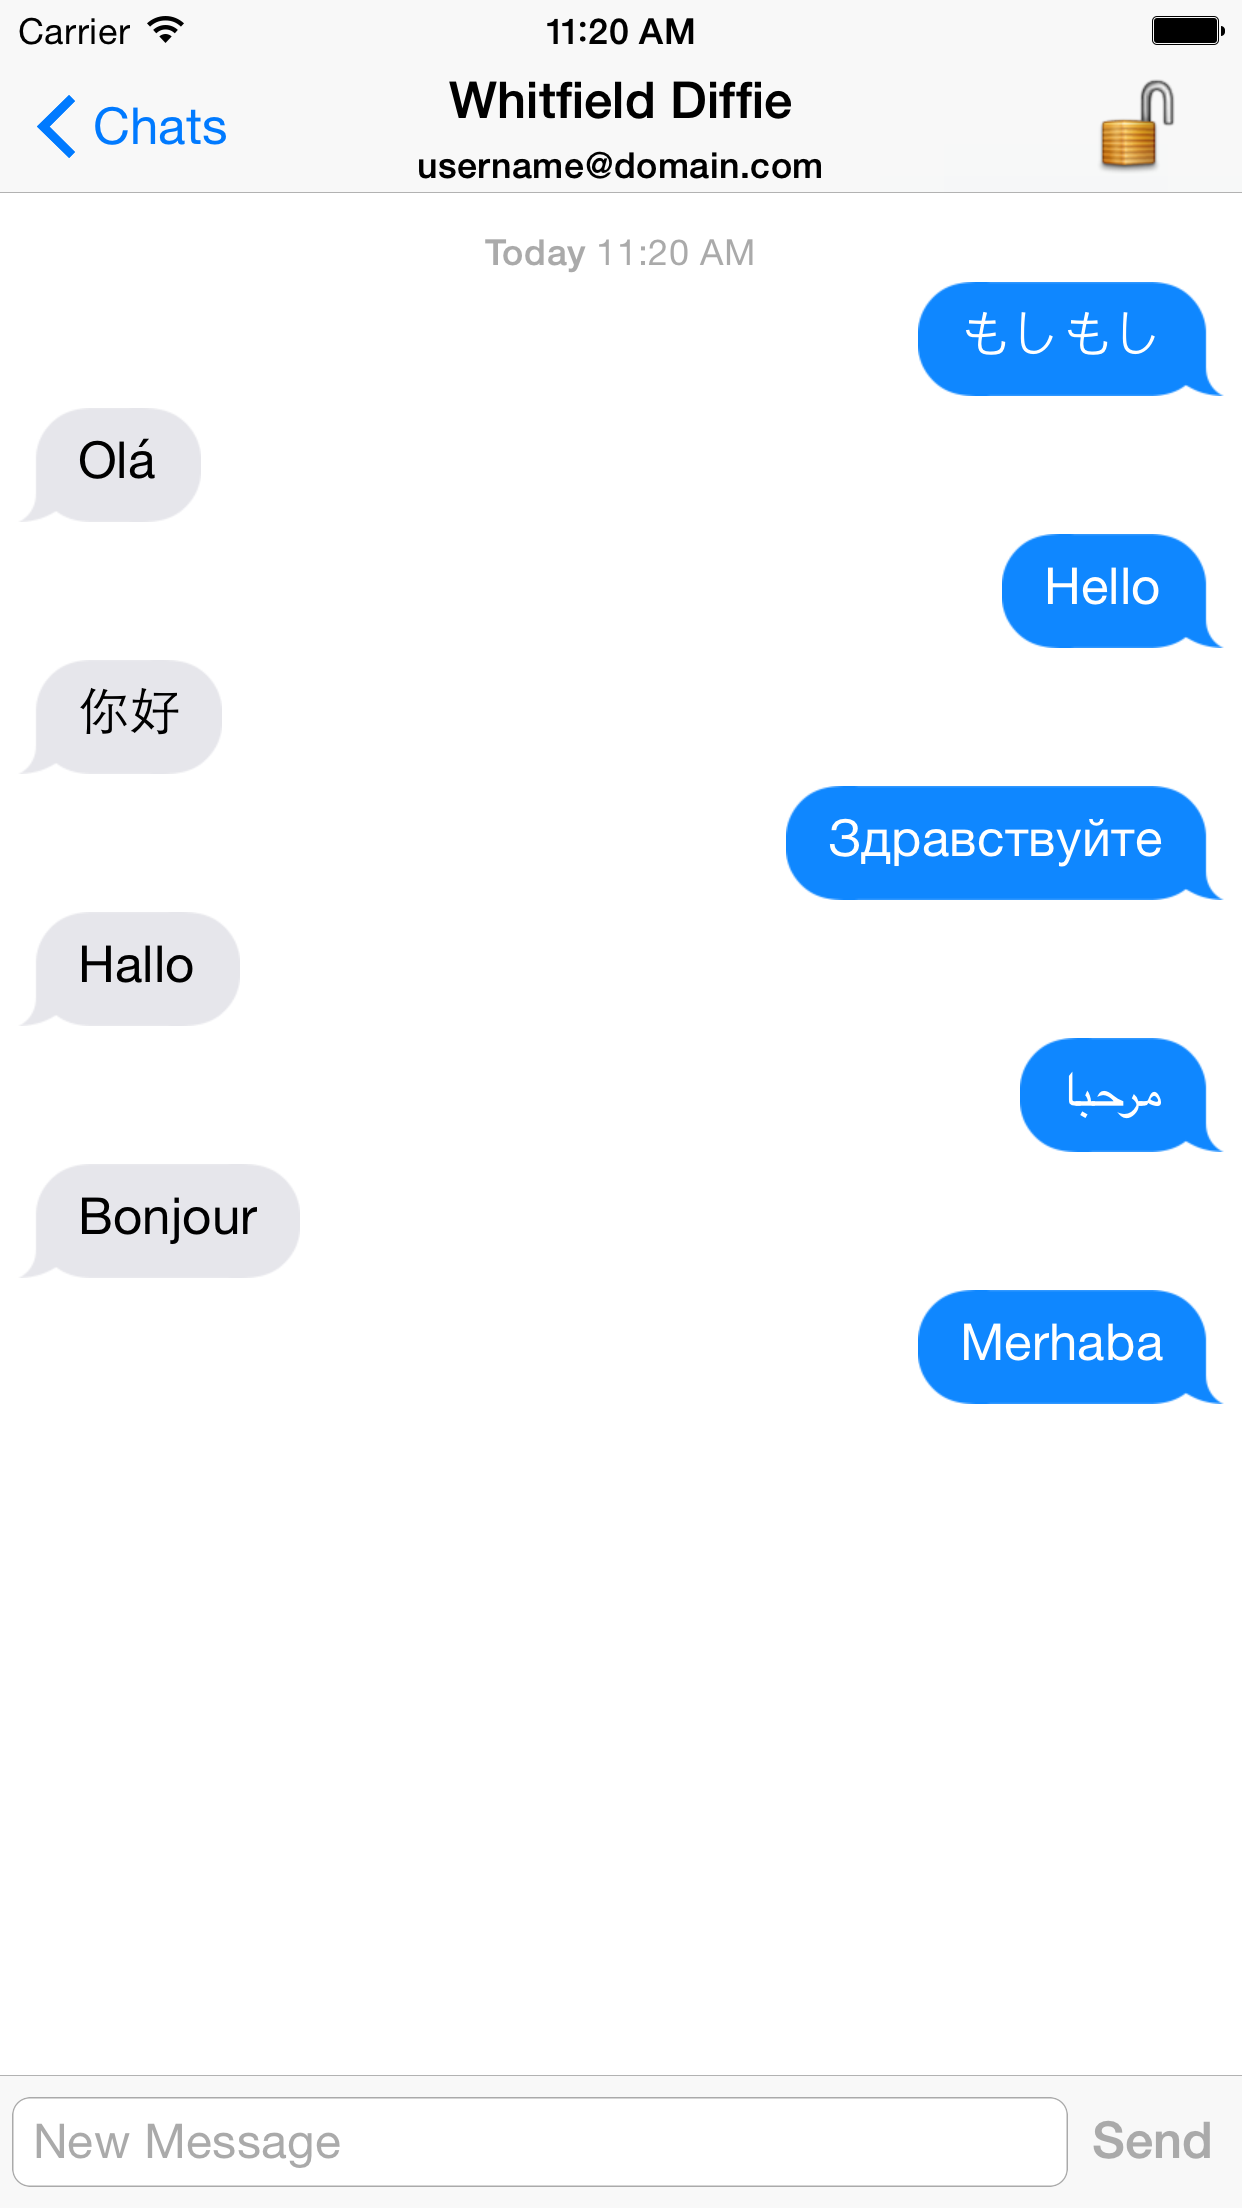 Carrier 11:20 AM
Whitfield Diffie
Chats
username@domain.com
Today 11:20 AM
もしもし
Olá
Hello
你好
Здравствуйте
Hallo
مرحبا
Bonjour
Merhaba
New Message Send